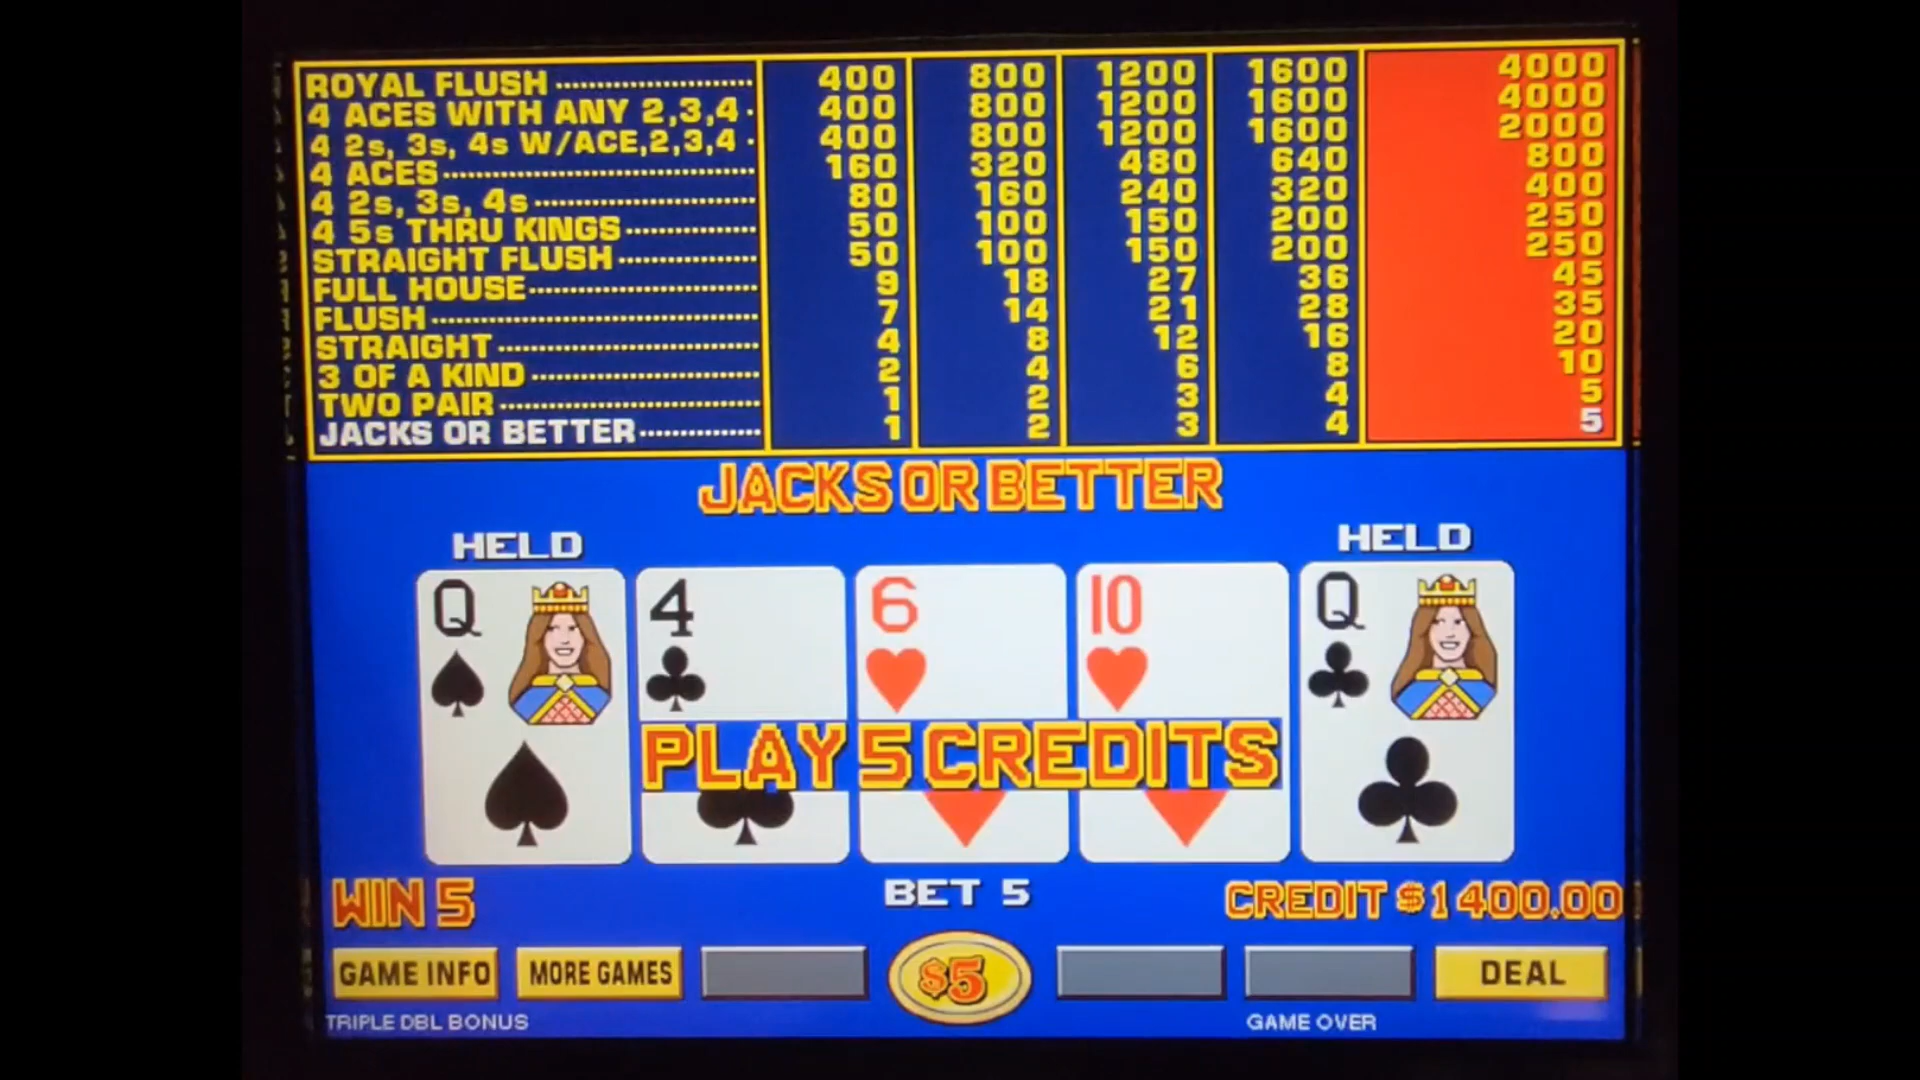 ROYAL FLUSH 400 800 1200 1600 4000
4 ACES WITH ANY 2,3,4 400 800 1200 1600 4000
4 2s, 3s, 4s W/ACE,2,3,4 400 800 1200 1600 2000
4 ACES 160 320 480 640 800
4 2s, 3s, 4s 80 160 240 320 400
4 5s THRU KINGS 50 100 150 200 250
STRAIGHT FLUSH 50 100 150 200 250
FULL HOUSE 9 18 27 36 45
FLUSH 7 14 21 28 35
STRAIGHT 4 8 12 16 20
3 OF A KIND 2 4 6 8 10
TWO PAIR 1 2 3 4 5
JACKS OR BETTER 1 2 3 4 5
JACKS OR BETTER
HELD HELD
Q 4 6 10 Q
PLAY 5 CREDITS
WIN 5 BET 5 CREDIT $1400.00
GAME INFO MORE GAMES $5 DEAL
TRIPLE DBL BONUS GAME OVER